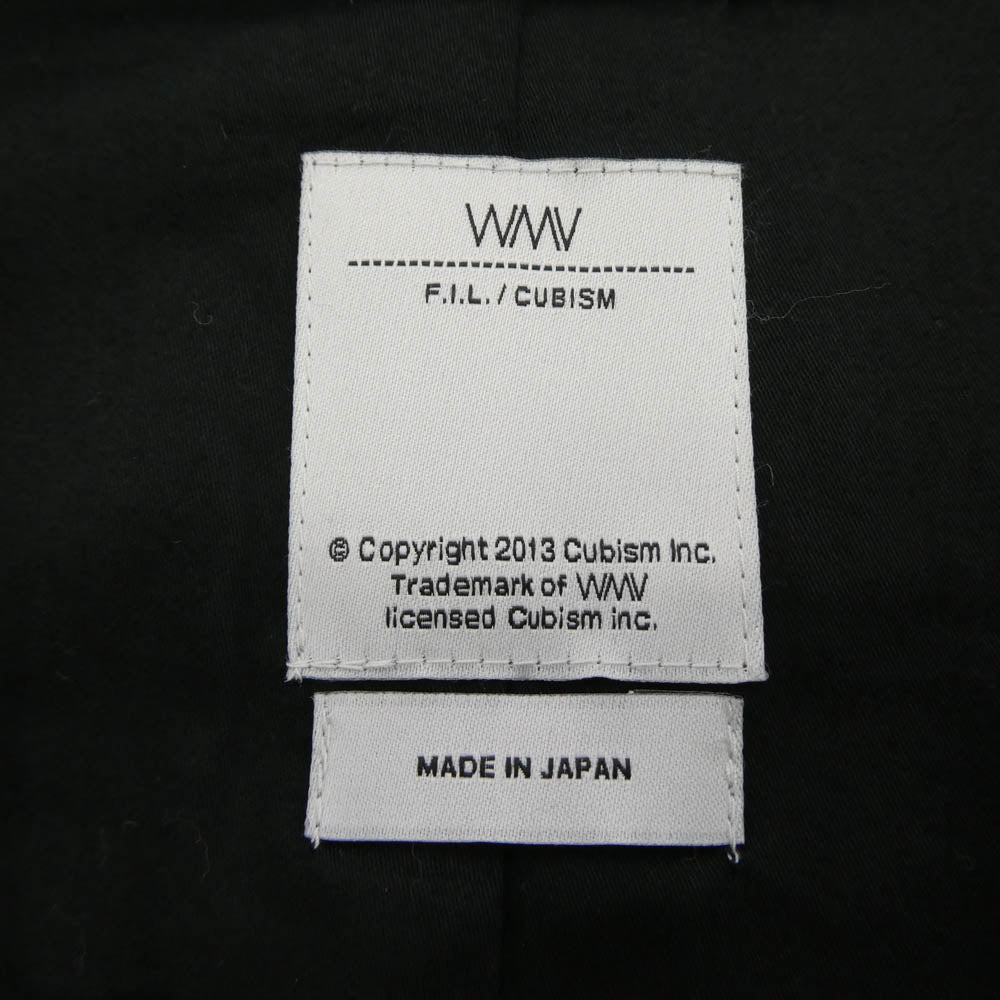 WMV
F.I.L. / CUBISM
© Copyright 2013 Cubism Inc.
Trademark of WMV
licensed Cubism inc.
MADE IN JAPAN